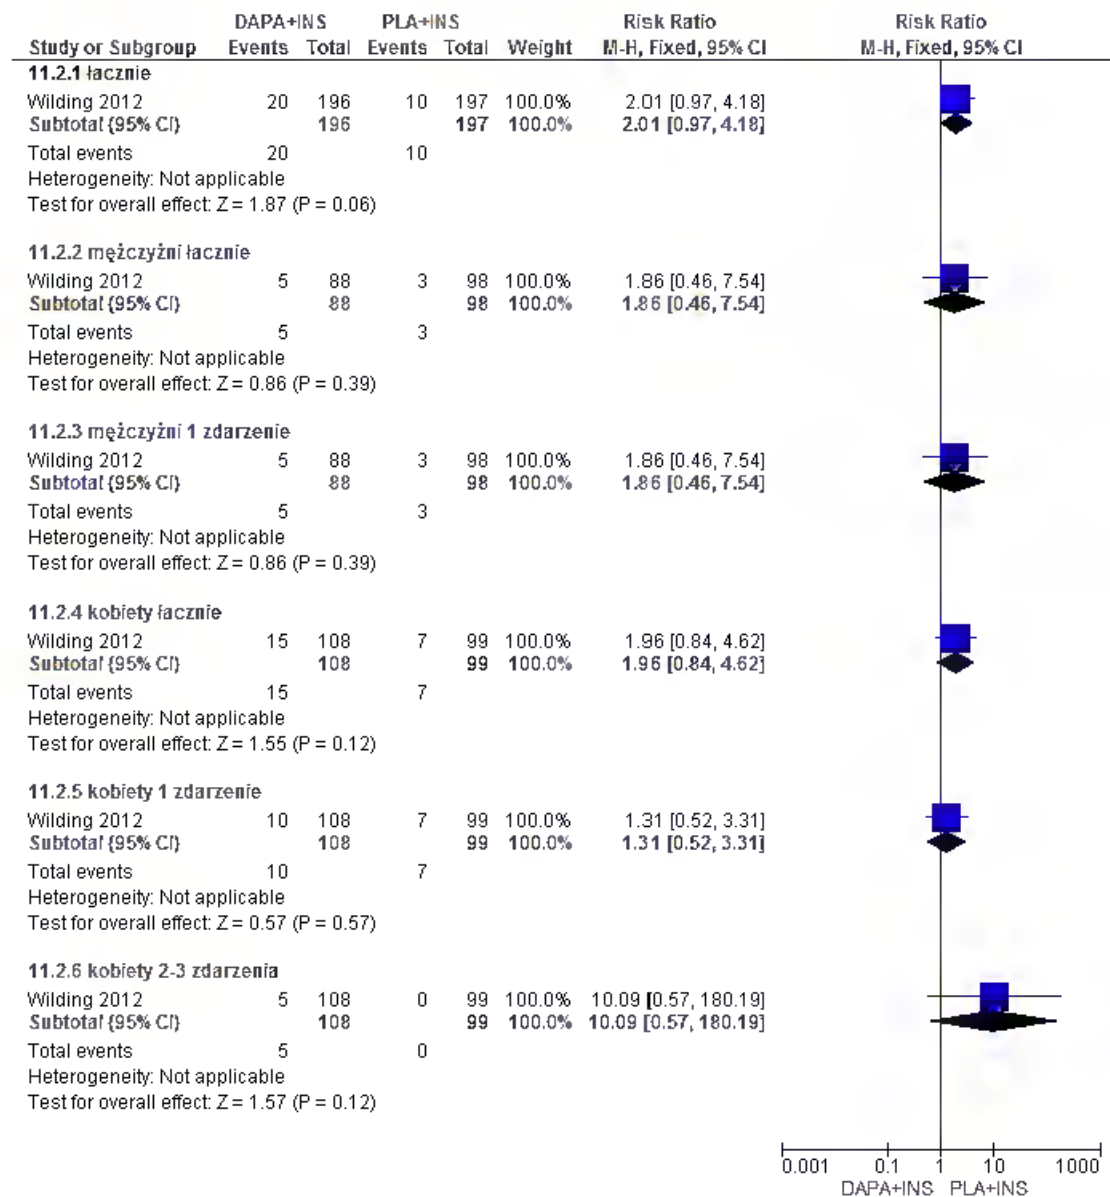 DAPA+INS PLA+INS Risk Ratio Risk Ratio
Study or Subgroup Events Total Events Total Weight M-H, Fixed, 95% CI M-H, Fixed, 95% CI
11.2.1 łacznie
Wilding 2012 20 196 10 197 100.0% 2.01 [0.97, 4.18]
Subtotal (95% CI) 196 197 100.0% 2.01 [0.97, 4.18]
Total events 20 10
Heterogeneity: Not applicable
Test for overall effect: Z = 1.87 (P = 0.06)
11.2.2 mężczyżni łacznie
Wilding 2012 5 88 3 98 100.0% 1.86 [0.46, 7.54]
Subtotal (95% CI) 88 98 100.0% 1.86 [0.46, 7.54]
Total events 5 3
Heterogeneity: Not applicable
Test for overall effect: Z = 0.86 (P = 0.39)
11.2.3 mężczyżni 1 zdarzenie
Wilding 2012 5 88 3 98 100.0% 1.86 [0.46, 7.54]
Subtotal (95% CI) 88 98 100.0% 1.86 [0.46, 7.54]
Total events 5 3
Heterogeneity: Not applicable
Test for overall effect: Z = 0.86 (P = 0.39)
11.2.4 kobiety łacznie
Wilding 2012 15 108 7 99 100.0% 1.96 [0.84, 4.62]
Subtotal (95% CI) 108 99 100.0% 1.96 [0.84, 4.62]
Total events 15 7
Heterogeneity: Not applicable
Test for overall effect: Z = 1.55 (P = 0.12)
11.2.5 kobiety 1 zdarzenie
Wilding 2012 10 108 7 99 100.0% 1.31 [0.52, 3.31]
Subtotal (95% CI) 108 99 100.0% 1.31 [0.52, 3.31]
Total events 10 7
Heterogeneity: Not applicable
Test for overall effect: Z = 0.57 (P = 0.57)
11.2.6 kobiety 2-3 zdarzenia
Wilding 2012 5 108 0 99 100.0% 10.09 [0.57, 180.19]
Subtotal (95% CI) 108 99 100.0% 10.09 [0.57, 180.19]
Total events 5 0
Heterogeneity: Not applicable
Test for overall effect: Z = 1.57 (P = 0.12)
0.001 0.1 1 10 1000
DAPA+INS PLA+INS